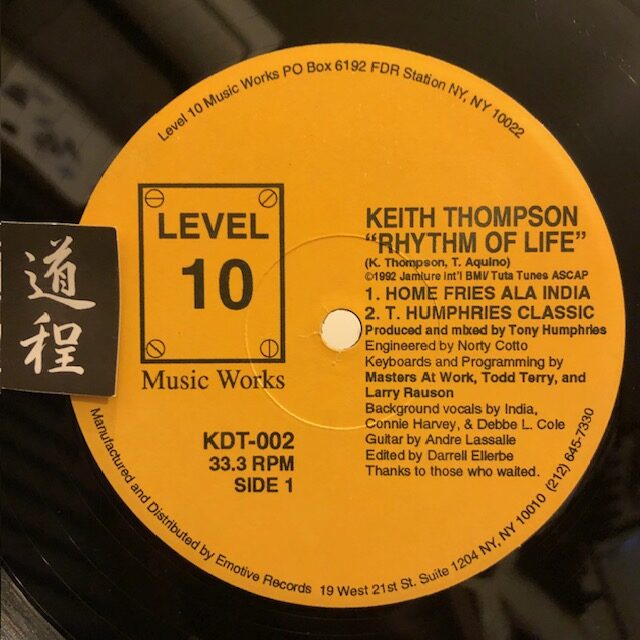 Level 10 Music Works PO Box 6192 FDR Station NY, NY 10022
LEVEL
10
Music Works
KDT-002
33.3 RPM
SIDE 1
KEITH THOMPSON
"RHYTHM OF LIFE"
(K. Thompson, T. Aquino)
©1992 Jamlure int'l BMI/ Tuta Tunes ASCAP
1. HOME FRIES ALA INDIA
2. T. HUMPHRIES CLASSIC
Produced and mixed by Tony Humphries
Engineered by Norty Cotto
Keyboards and Programming by
Masters At Work, Todd Terry, and
Larry Rauson
Background vocals by India,
Connie Harvey, & Debbe L. Cole
Guitar by Andre Lassalle
Edited by Darrell Ellerbe
Thanks to those who waited.
Manufactured and Distributed by Emotive Records 19 West 21st St. Suite 1204 NY, NY 10010 (212) 645-7330
道程